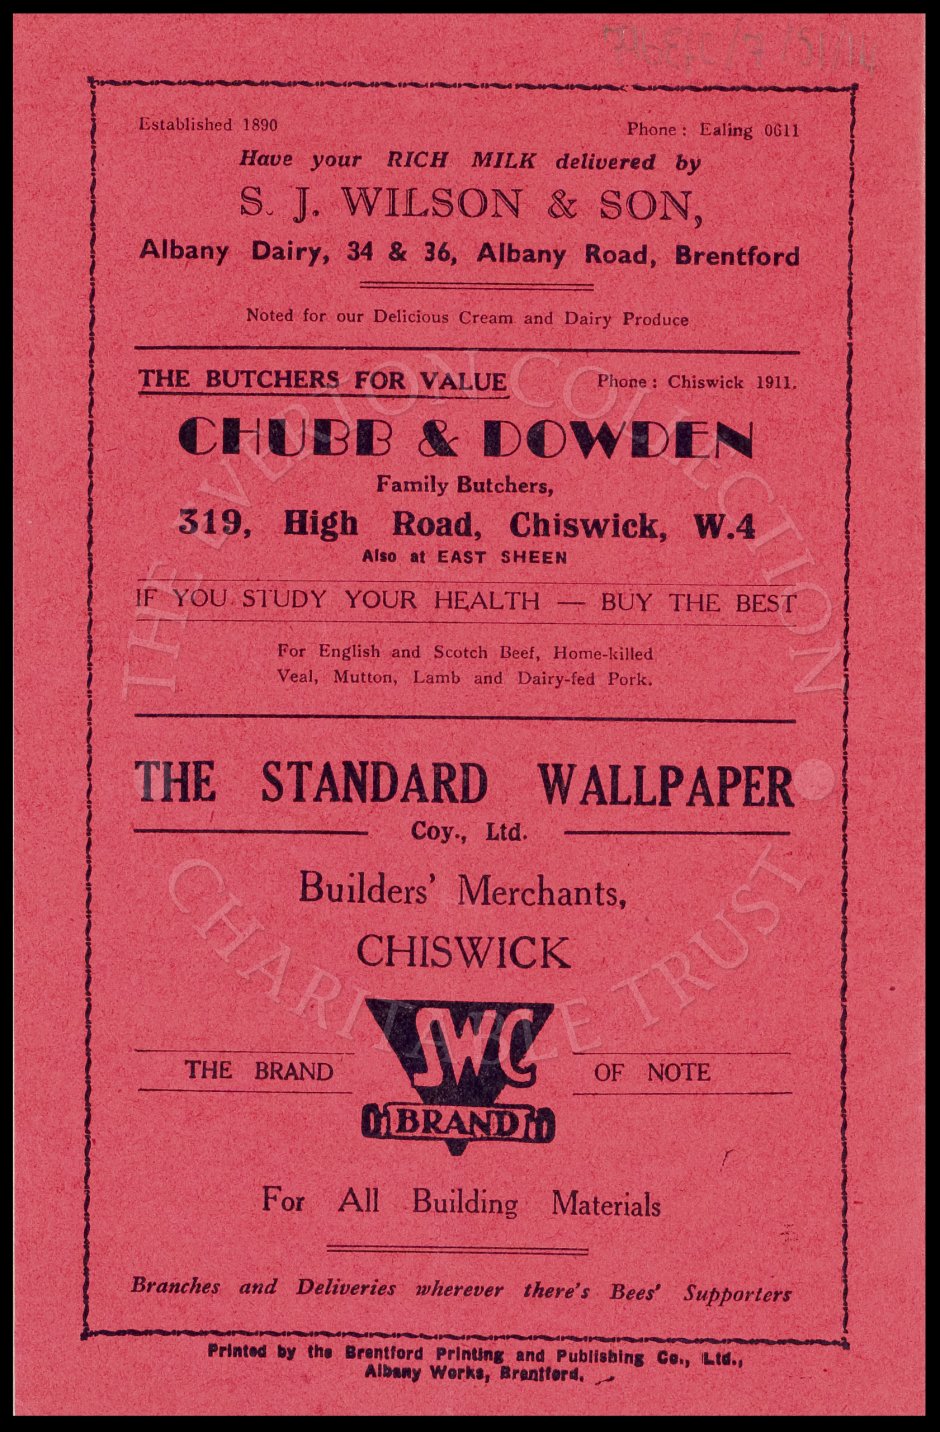 Established 1890
Phone : Ealing 0611
Have your RICH MILK delivered by
S. J. WILSON & SON,
Albany Dairy, 34 & 36, Albany Road, Brentford
Noted for our Delicious Cream and Dairy Produce
THE BUTCHERS FOR VALUE
Phone : Chiswick 1911.
CHUBB & DOWDEN
Family Butchers,
319, High Road, Chiswick, W.4
Also at EAST SHEEN
IF YOU STUDY YOUR HEALTH — BUY THE BEST
For English and Scotch Beef, Home-killed
Veal, Mutton, Lamb and Dairy-fed Pork.
THE STANDARD WALLPAPER
Coy., Ltd.
Builders' Merchants,
CHISWICK
THE BRAND
SWC
BRAND
OF NOTE
For All Building Materials
Branches and Deliveries wherever there's Bees' Supporters
Printed by the Brentford Printing and Publishing Co., Ltd.,
Albany Works, Brentford.
THE EVERTON COLLECTION
CHARITABLE TRUST